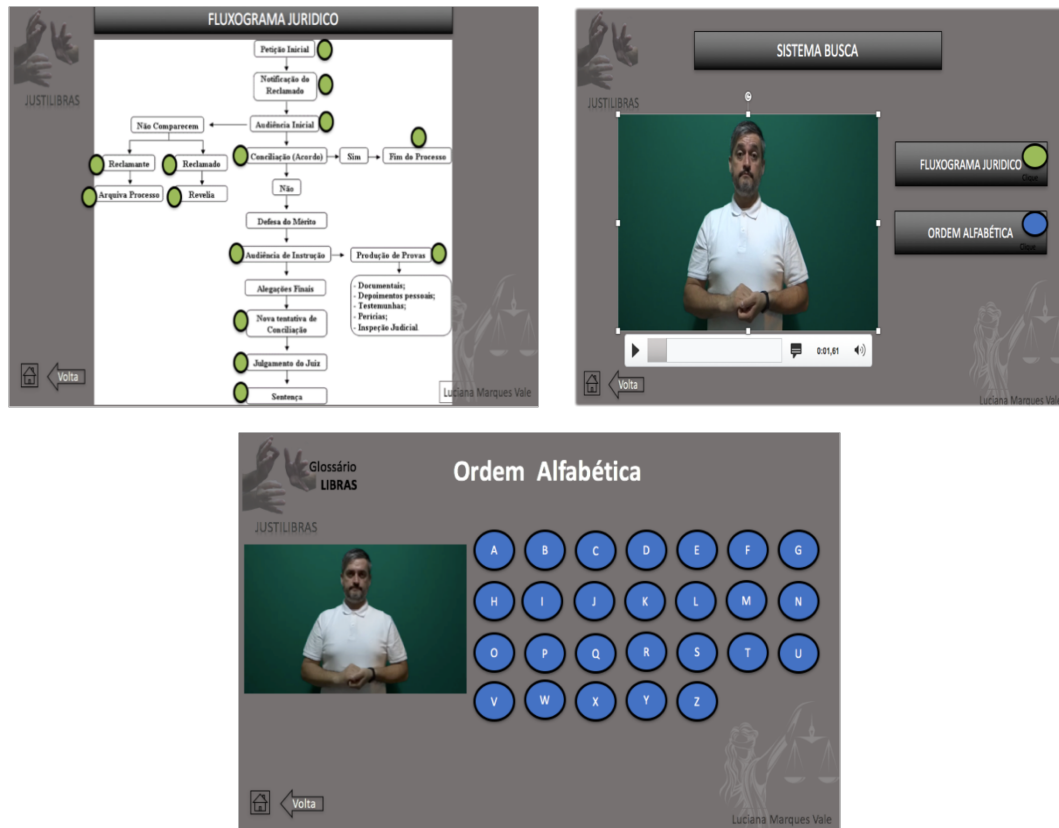 FLUXOGRAMA JURIDICO
JUSTILIBRAS
Petição Inicial
Notificação do
Reclamado
Audiência Inicial
Não Comparecem
Conciliação (Acordo)
Sim
Fim do Processo
Reclamante
Reclamado
Arquiva Processo
Revelia
Não
Defesa do Mérito
Audiência de Instrução
Produção de Provas
- Documentais;
- Depoimentos pessoais;
- Testemunhas;
- Perícias;
- Inspeção Judicial.
Alegações Finais
Nova tentativa de
Conciliação
Julgamento do Juiz
Sentença
Volta
Luciana Marques Vale
SISTEMA BUSCA
JUSTILIBRAS
FLUXOGRAMA JURIDICO
Clique
ORDEM ALFABÉTICA
Clique
0:01,61
Volta
Luciana Marques Vale
Glossário
LIBRAS
JUSTILIBRAS
Ordem Alfabética
A B C D E F G
H I J K L M N
O P Q R S T U
V W X Y Z
Volta
Luciana Marques Vale